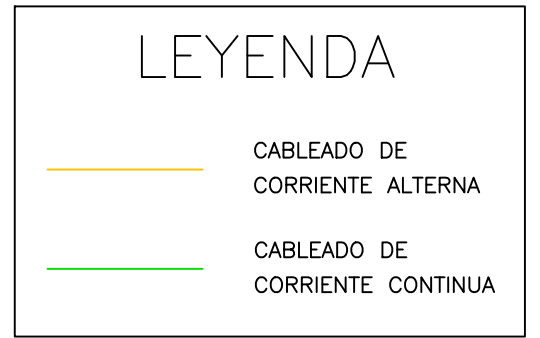 LEYENDA
CABLEADO DE
CORRIENTE ALTERNA
CABLEADO DE
CORRIENTE CONTINUA